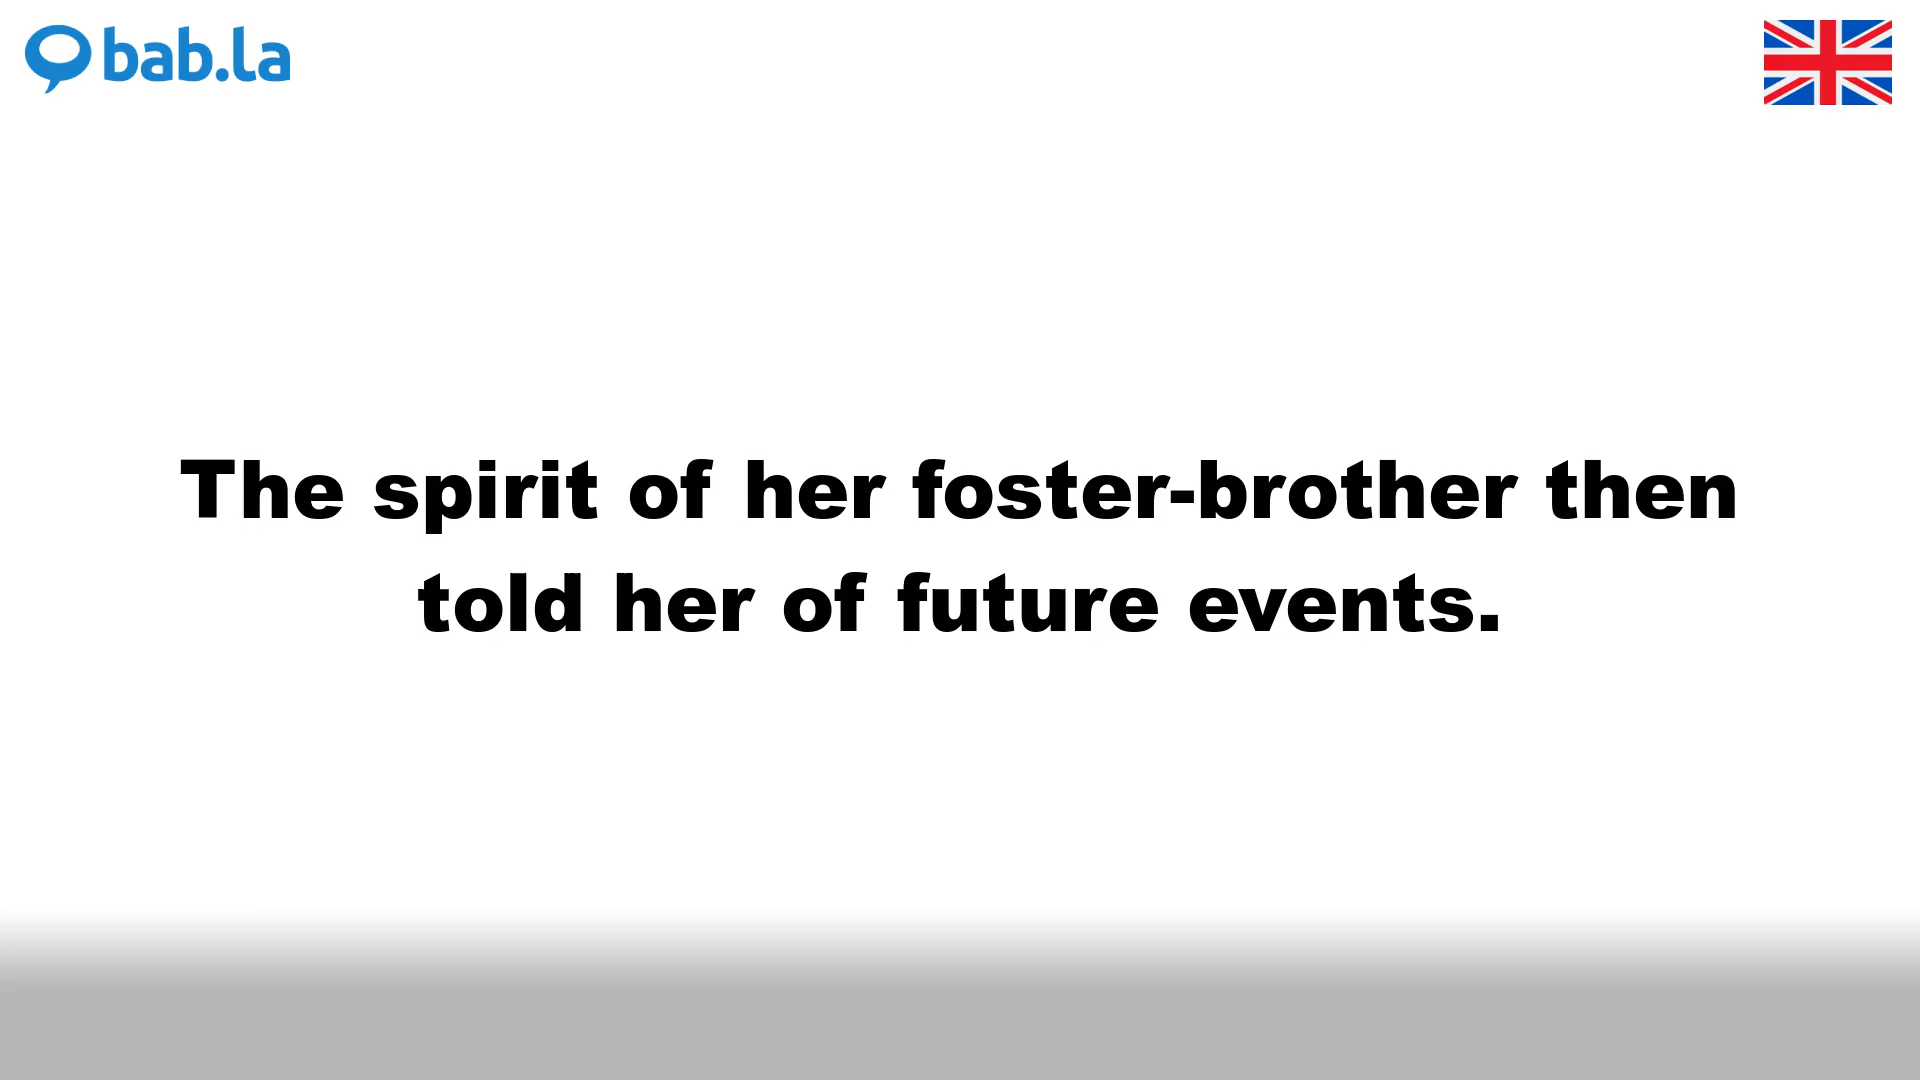 bab.la
The spirit of her foster-brother then
told her of future events.